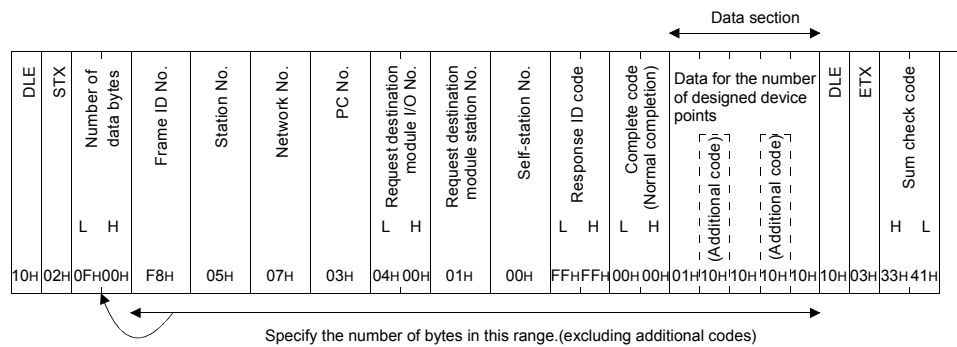 Data section
DLE
STX
Number of
data bytes
L H
Frame ID No.
Station No.
Network No.
PC No.
Request destination
module I/O No.
L H
Request destination
module station No.
Self-station No.
Response ID code
L H
Complete code
(Normal completion)
L H
Data for the number
of designed device
points
(Additional code)
(Additional code)
DLE
ETX
Sum check code
H L
10H 02H 0FH 00H F8H 05H 07H 03H 04H 00H 01H 00H FFH FFH 00H 00H 01H 10H 10H 10H 10H 10H 03H 33H 41H
Specify the number of bytes in this range.(excluding additional codes)